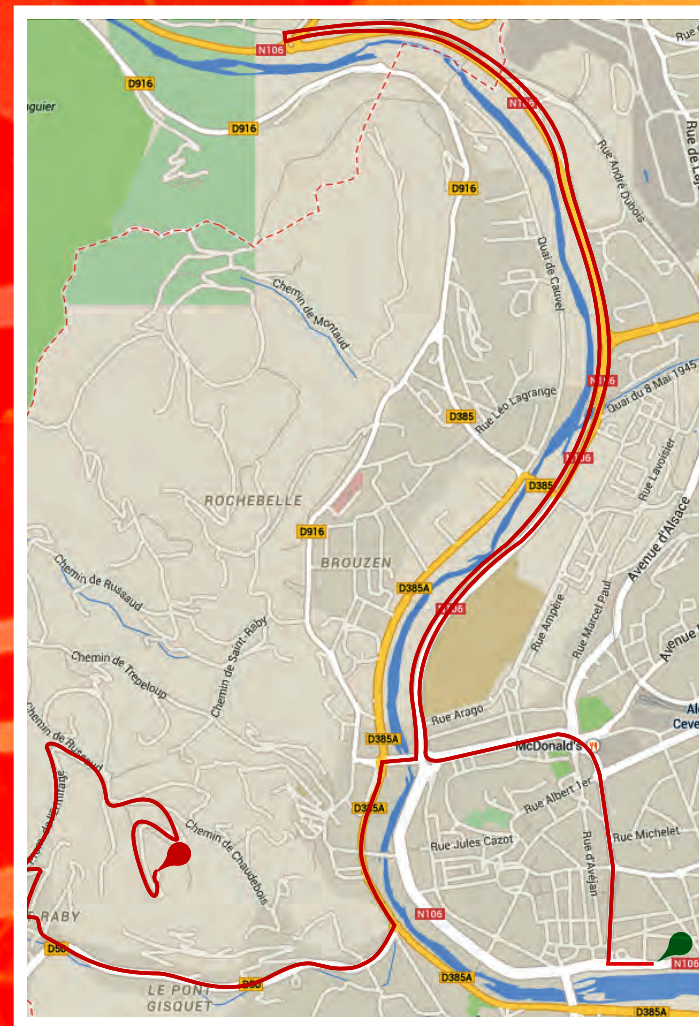 N106
D916
guier
D916
N106
Rue André Dubois
D916
Quai de Cauvel
Chemin de Montaud
N106
Quai du 8 Mai 1945
Rue Léo Lagrange
D385
Rue Lavoisier
N106
D385
ROCHEBELLE
Avenue d'Alsace
D916
BROUZEN
Chemin de Russaud
D385A
Rue Ampère
Rue Marcel Paul
N106
Chemin de Saint-Raby
Chemin de Trepeloup
Avenue
Rue Arago
Chemin de Russaud
D385A
McDonald's
Ceve
Rue Albert 1er
D385A
Chemin de Chaudebois
Rue Jules Cazot
Rue d'Avéjan
Rue Michelet
RABY
N106
D50
N106
D50
LE PONT
GISQUET
D385A
D385A